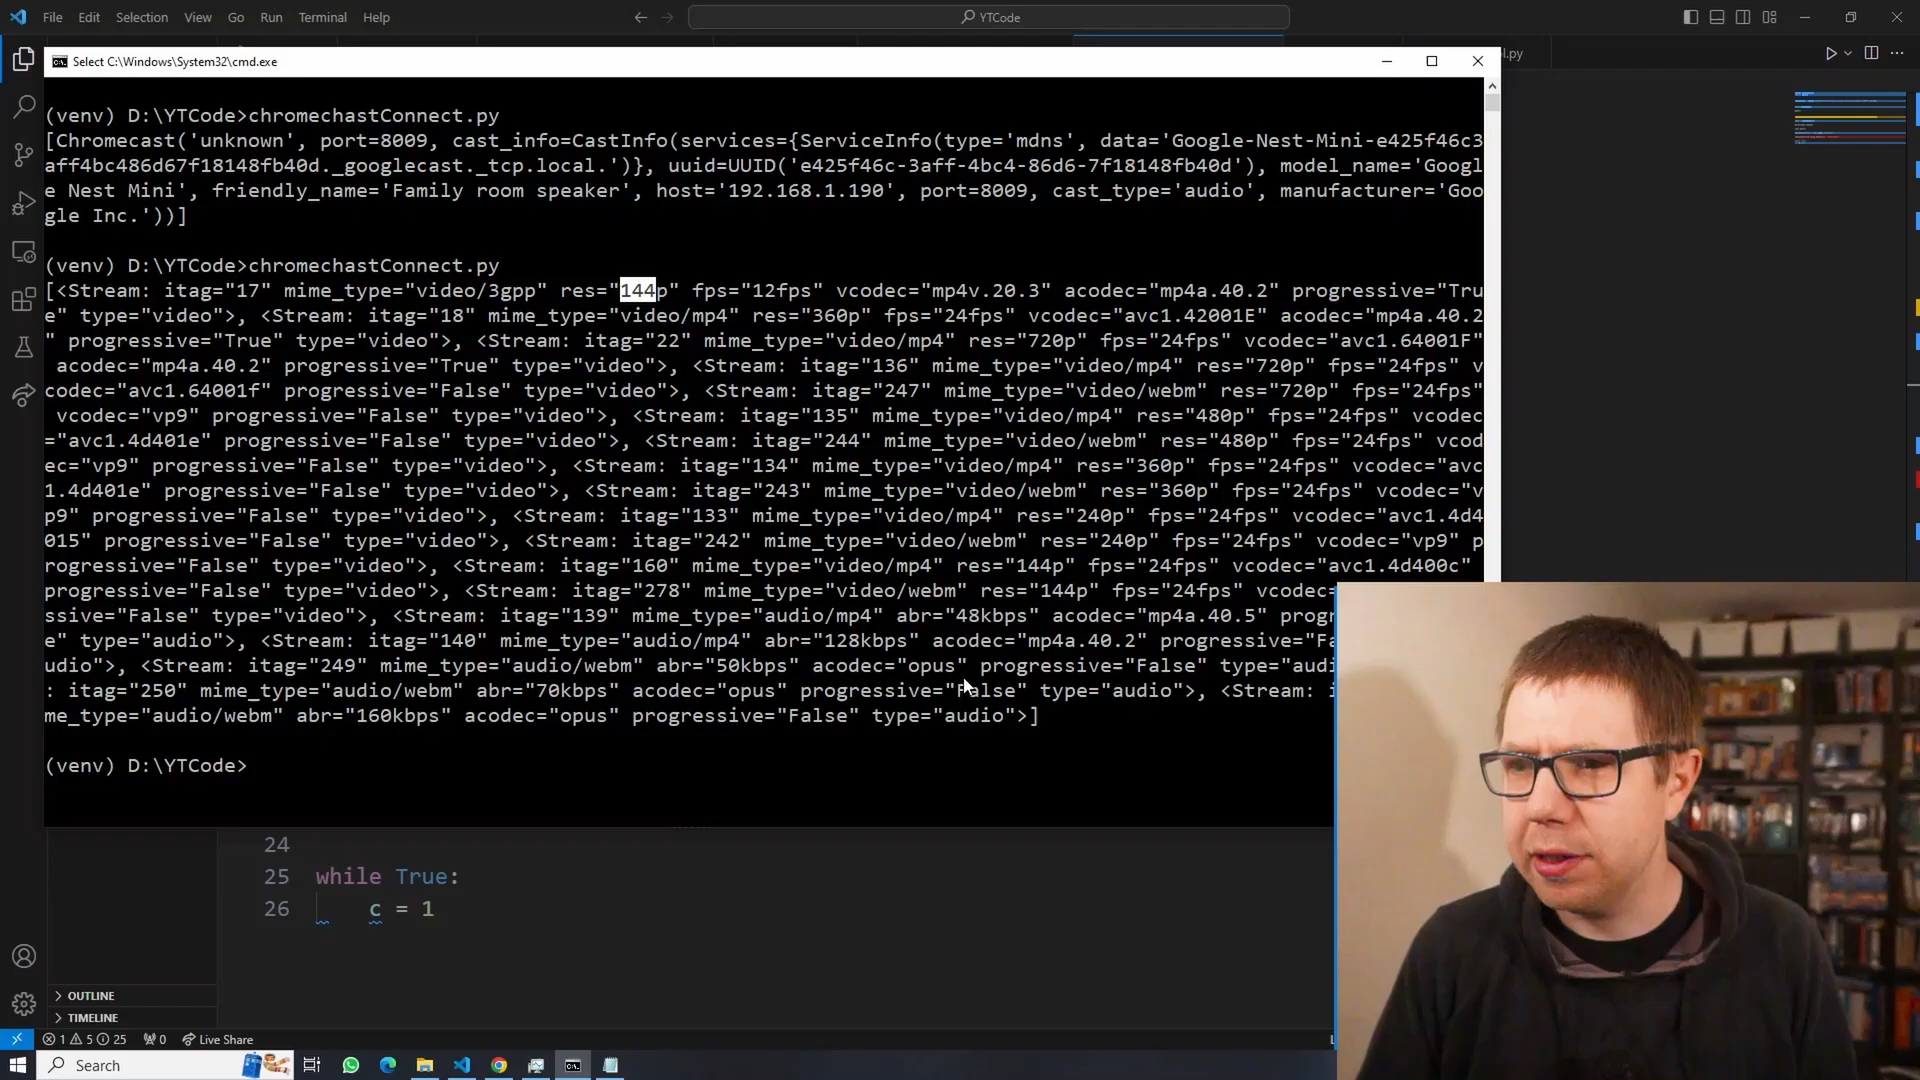 File Edit Selection View Go Run Terminal Help
YTCode
Select C:\Windows\System32\cmd.exe
l.py
(venv) D:\YTCode>chromechastConnect.py
[Chromecast('unknown', port=8009, cast_info=CastInfo(services={ServiceInfo(type='mdns', data='Google-Nest-Mini-e425f46c3
aff4bc486d67f18148fb40d._googlecast._tcp.local.')}, uuid=UUID('e425f46c-3aff-4bc4-86d6-7f18148fb40d'), model_name='Googl
e Nest Mini', friendly_name='Family room speaker', host='192.168.1.190', port=8009, cast_type='audio', manufacturer='Goo
gle Inc.'))]
(venv) D:\YTCode>chromechastConnect.py
[<Stream: itag="17" mime_type="video/3gpp" res="144p" fps="12fps" vcodec="mp4v.20.3" acodec="mp4a.40.2" progressive="Tru
e" type="video">, <Stream: itag="18" mime_type="video/mp4" res="360p" fps="24fps" vcodec="avc1.42001E" acodec="mp4a.40.2
" progressive="True" type="video">, <Stream: itag="22" mime_type="video/mp4" res="720p" fps="24fps" vcodec="avc1.64001F"
 acodec="mp4a.40.2" progressive="True" type="video">, <Stream: itag="136" mime_type="video/mp4" res="720p" fps="24fps" v
codec="avc1.64001f" progressive="False" type="video">, <Stream: itag="247" mime_type="video/webm" res="720p" fps="24fps"
 vcodec="vp9" progressive="False" type="video">, <Stream: itag="135" mime_type="video/mp4" res="480p" fps="24fps" vcodec
="avc1.4d401e" progressive="False" type="video">, <Stream: itag="244" mime_type="video/webm" res="480p" fps="24fps" vcod
ec="vp9" progressive="False" type="video">, <Stream: itag="134" mime_type="video/mp4" res="360p" fps="24fps" vcodec="avc
1.4d401e" progressive="False" type="video">, <Stream: itag="243" mime_type="video/webm" res="360p" fps="24fps" vcodec="v
p9" progressive="False" type="video">, <Stream: itag="133" mime_type="video/mp4" res="240p" fps="24fps" vcodec="avc1.4d4
015" progressive="False" type="video">, <Stream: itag="242" mime_type="video/webm" res="240p" fps="24fps" vcodec="vp9" p
rogressive="False" type="video">, <Stream: itag="160" mime_type="video/mp4" res="144p" fps="24fps" vcodec="avc1.4d400c"
progressive="False" type="video">, <Stream: itag="278" mime_type="video/webm" res="144p" fps="24fps
ssive="False" type="video">, <Stream: itag="139" mime_type="audio/mp4" abr="48kbps" acodec="mp4a.40.5" prog
e" type="audio">, <Stream: itag="140" mime_type="audio/mp4" abr="128kbps" acodec="mp4a.40.2" progressive="Fa
udio">, <Stream: itag="249" mime_type="audio/webm" abr="50kbps" acodec="opus" progressive="False" type="audi
: itag="250" mime_type="audio/webm" abr="70kbps" acodec="opus" progressive="False" type="audio">, <Stream: i
me_type="audio/webm" abr="160kbps" acodec="opus" progressive="False" type="audio">]
(venv) D:\YTCode>
24
25 while True:
26 c = 1
OUTLINE
TIMELINE
1 5 25 0 Live Share
Search